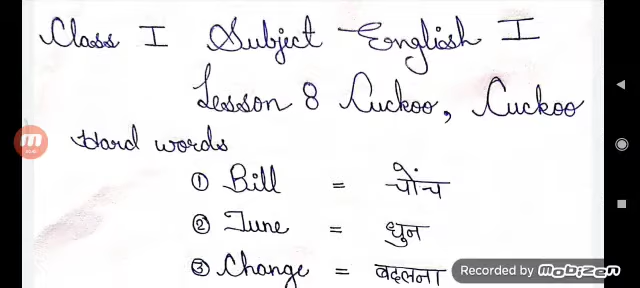 Class I Subject English I
Lesson 8 Cuckoo, Cuckoo
Hard words
① Bill = चोंच
② Tune = धुन
③ Change = बदलना
Recorded by mobizen